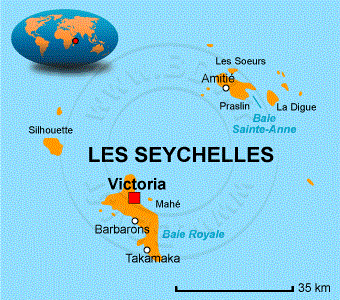 Les Soeurs
Amitié
Praslin
La Digue
Baie
Sainte-Anne
Silhouette
LES SEYCHELLES
Victoria
Mahé
Barbarons
Baie Royale
Takamaka
35 km